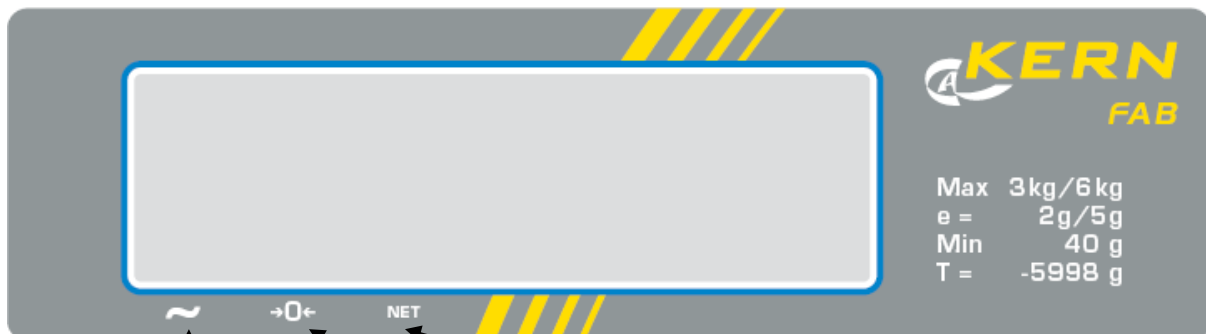 KERN
FAB
Max 3kg/6kg
e = 2g/5g
Min 40 g
T = -5998 g
~ →0← NET